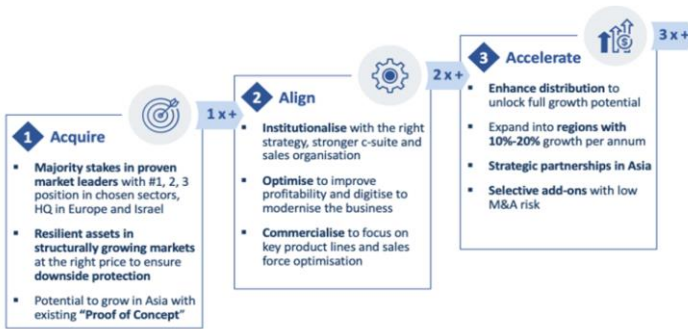 1 Acquire
Majority stakes in proven
market leaders with #1, 2, 3
position in chosen sectors,
HQ in Europe and Israel
Resilient assets in
structurally growing markets
at the right price to ensure
downside protection
Potential to grow in Asia with
existing "Proof of Concept"
1 x +
2 Align
Institutionalise with the right
strategy, stronger c-suite and
sales organisation
Optimise to improve
profitability and digitise to
modernise the business
Commercialise to focus on
key product lines and sales
force optimisation
2 x +
3 Accelerate
Enhance distribution to
unlock full growth potential
Expand into regions with
10%-20% growth per annum
Strategic partnerships in Asia
Selective add-ons with low
M&A risk
3 x +